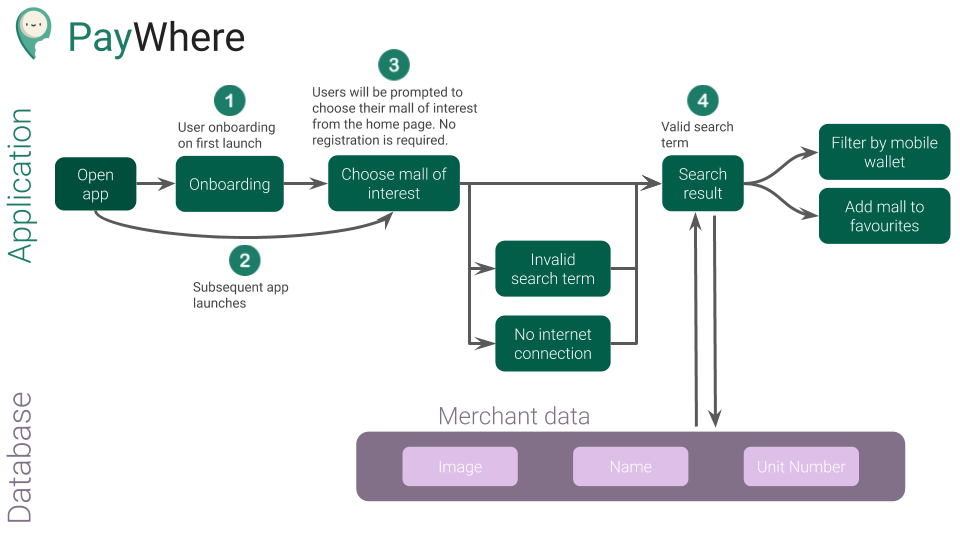 PayWhere
Application
3
Users will be prompted to
choose their mall of interest
from the home page. No
registration is required.
1
User onboarding
on first launch
4
Valid search
term
Open
app
Onboarding
Choose mall of
interest
Search
result
Filter by mobile
wallet
Add mall to
favourites
2
Subsequent app
launches
Invalid
search term
No internet
connection
Database
Merchant data
Image
Name
Unit Number